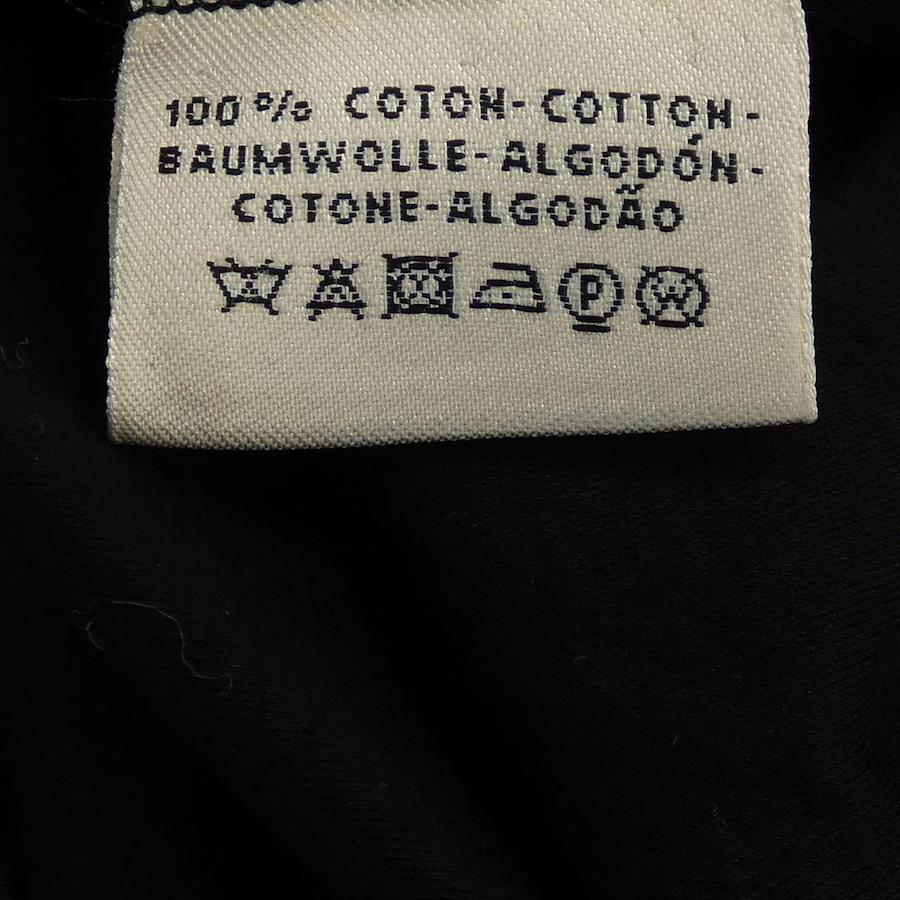 100% COTON-COTTON-
BAUMWOLLE-ALGODÓN-
COTONE-ALGODÃO
P W